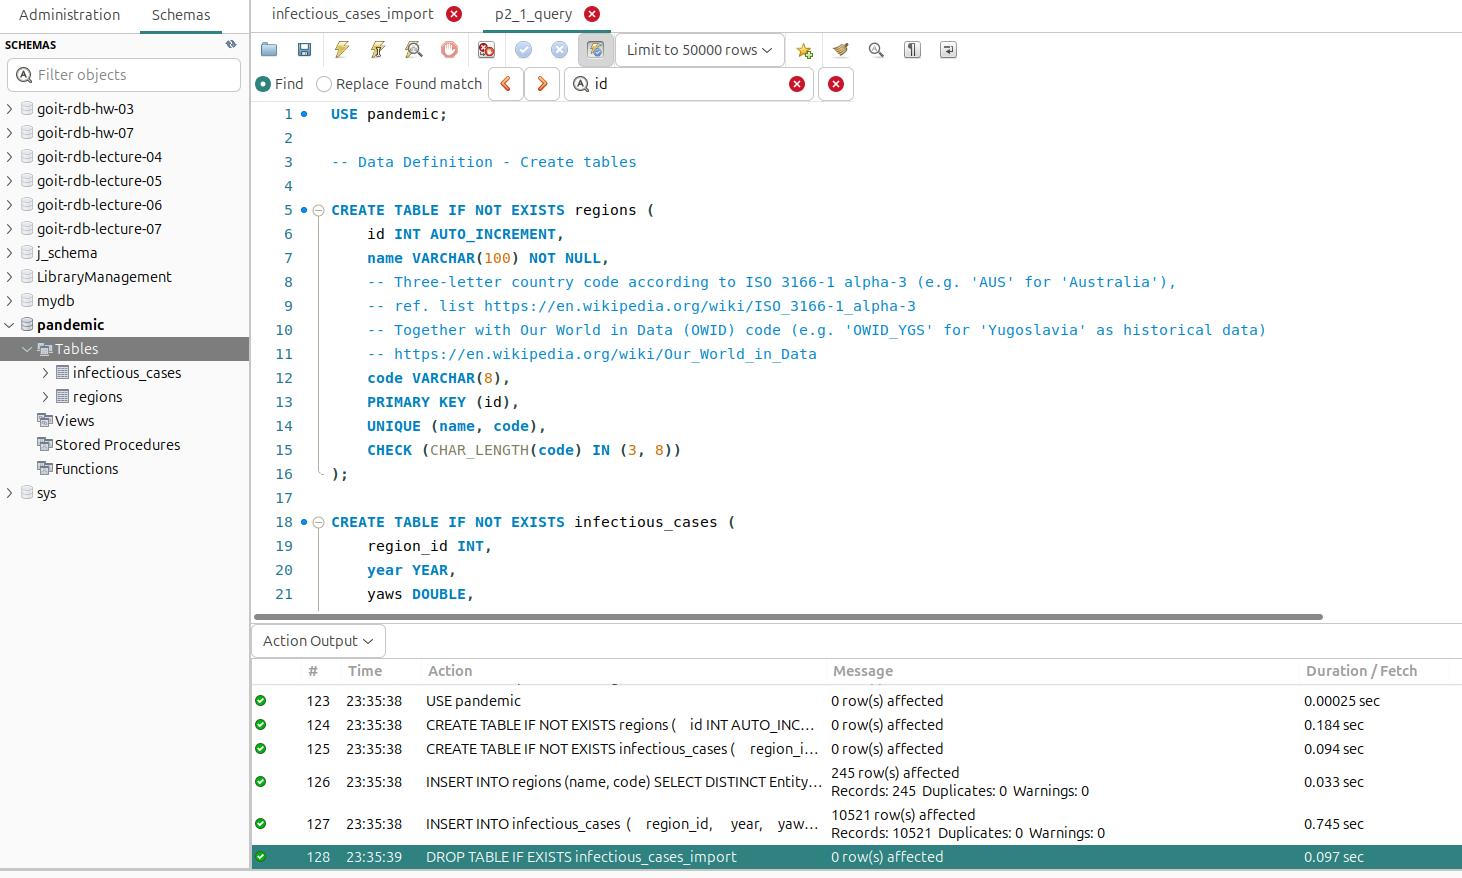 Administration Schemas
SCHEMAS
Filter objects
goit-rdb-hw-03
goit-rdb-hw-07
goit-rdb-lecture-04
goit-rdb-lecture-05
goit-rdb-lecture-06
goit-rdb-lecture-07
j_schema
LibraryManagement
mydb
pandemic
Tables
infectious_cases
regions
Views
Stored Procedures
Functions
sys
infectious_cases_import p2_1_query
Limit to 50000 rows
Find Replace Found match id
1 USE pandemic;
2
3 -- Data Definition - Create tables
4
5 CREATE TABLE IF NOT EXISTS regions (
6 id INT AUTO_INCREMENT,
7 name VARCHAR(100) NOT NULL,
8 -- Three-letter country code according to ISO 3166-1 alpha-3 (e.g. 'AUS' for 'Australia'),
9 -- ref. list https://en.wikipedia.org/wiki/ISO_3166-1_alpha-3
10 -- Together with Our World in Data (OWID) code (e.g. 'OWID_YGS' for 'Yugoslavia' as historical data)
11 -- https://en.wikipedia.org/wiki/Our_World_in_Data
12 code VARCHAR(8),
13 PRIMARY KEY (id),
14 UNIQUE (name, code),
15 CHECK (CHAR_LENGTH(code) IN (3, 8))
16 );
17
18 CREATE TABLE IF NOT EXISTS infectious_cases (
19 region_id INT,
20 year YEAR,
21 yaws DOUBLE,
Action Output
# Time Action Message Duration / Fetch
123 23:35:38 USE pandemic 0 row(s) affected 0.00025 sec
124 23:35:38 CREATE TABLE IF NOT EXISTS regions ( id INT AUTO_INC... 0 row(s) affected 0.184 sec
125 23:35:38 CREATE TABLE IF NOT EXISTS infectious_cases ( region_i... 0 row(s) affected 0.094 sec
126 23:35:38 INSERT INTO regions (name, code) SELECT DISTINCT Entity... 245 row(s) affected 0.033 sec
Records: 245 Duplicates: 0 Warnings: 0
127 23:35:38 INSERT INTO infectious_cases ( region_id, year, yaw... 10521 row(s) affected 0.745 sec
Records: 10521 Duplicates: 0 Warnings: 0
128 23:35:39 DROP TABLE IF EXISTS infectious_cases_import 0 row(s) affected 0.097 sec